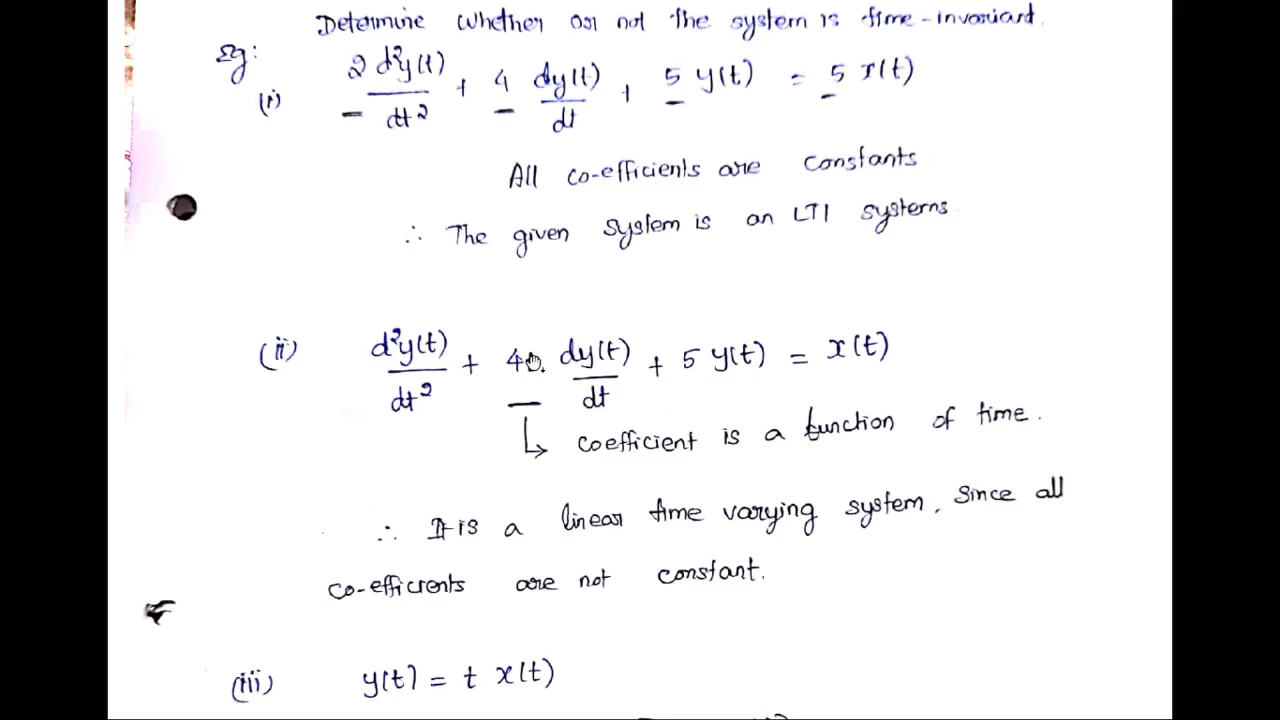 Determine whether or not the system is time-invariant.
Eg:
(i) 2 d²y(t)/dt² + 4 dy(t)/dt + 5 y(t) = 5 x(t)
All co-efficients are constants
∴ The given system is an LTI systems
(ii) d²y(t)/dt² + 4 dy(t)/dt + 5 y(t) = x(t)
↳ coefficient is a function of time.
∴ It is a linear time varying system, since all
co-efficients are not constant.
(iii) y(t) = t x(t)